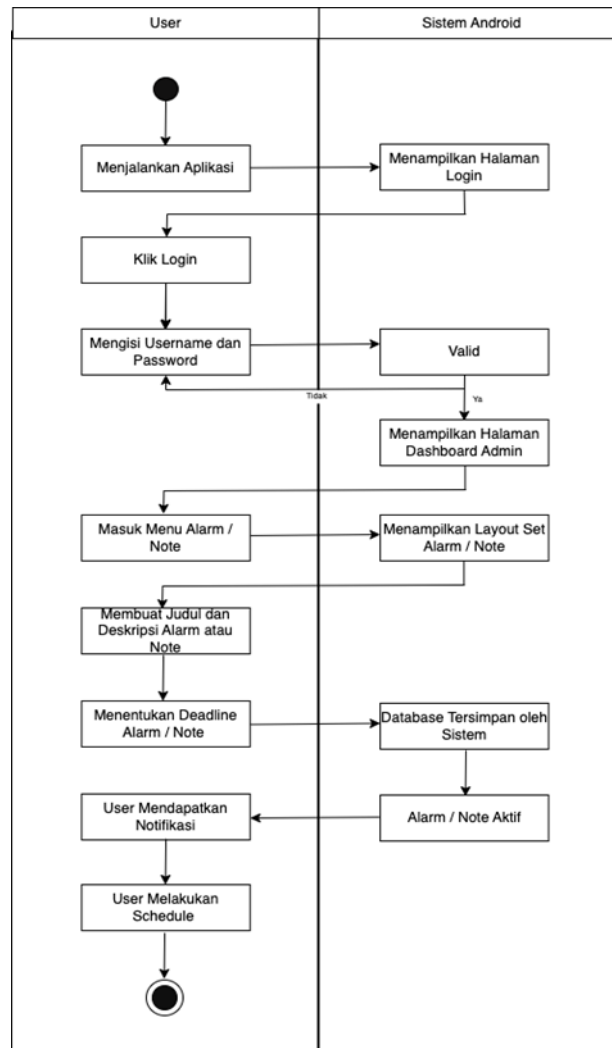 User
Sistem Android
Menjalankan Aplikasi
Menampilkan Halaman
Login
Klik Login
Mengisi Username dan
Password
Valid
Tidak
Ya
Menampilkan Halaman
Dashboard Admin
Masuk Menu Alarm /
Note
Menampilkan Layout Set
Alarm / Note
Membuat Judul dan
Deskripsi Alarm atau
Note
Menentukan Deadline
Alarm / Note
Database Tersimpan oleh
Sistem
User Mendapatkan
Notifikasi
Alarm / Note Aktif
User Melakukan
Schedule